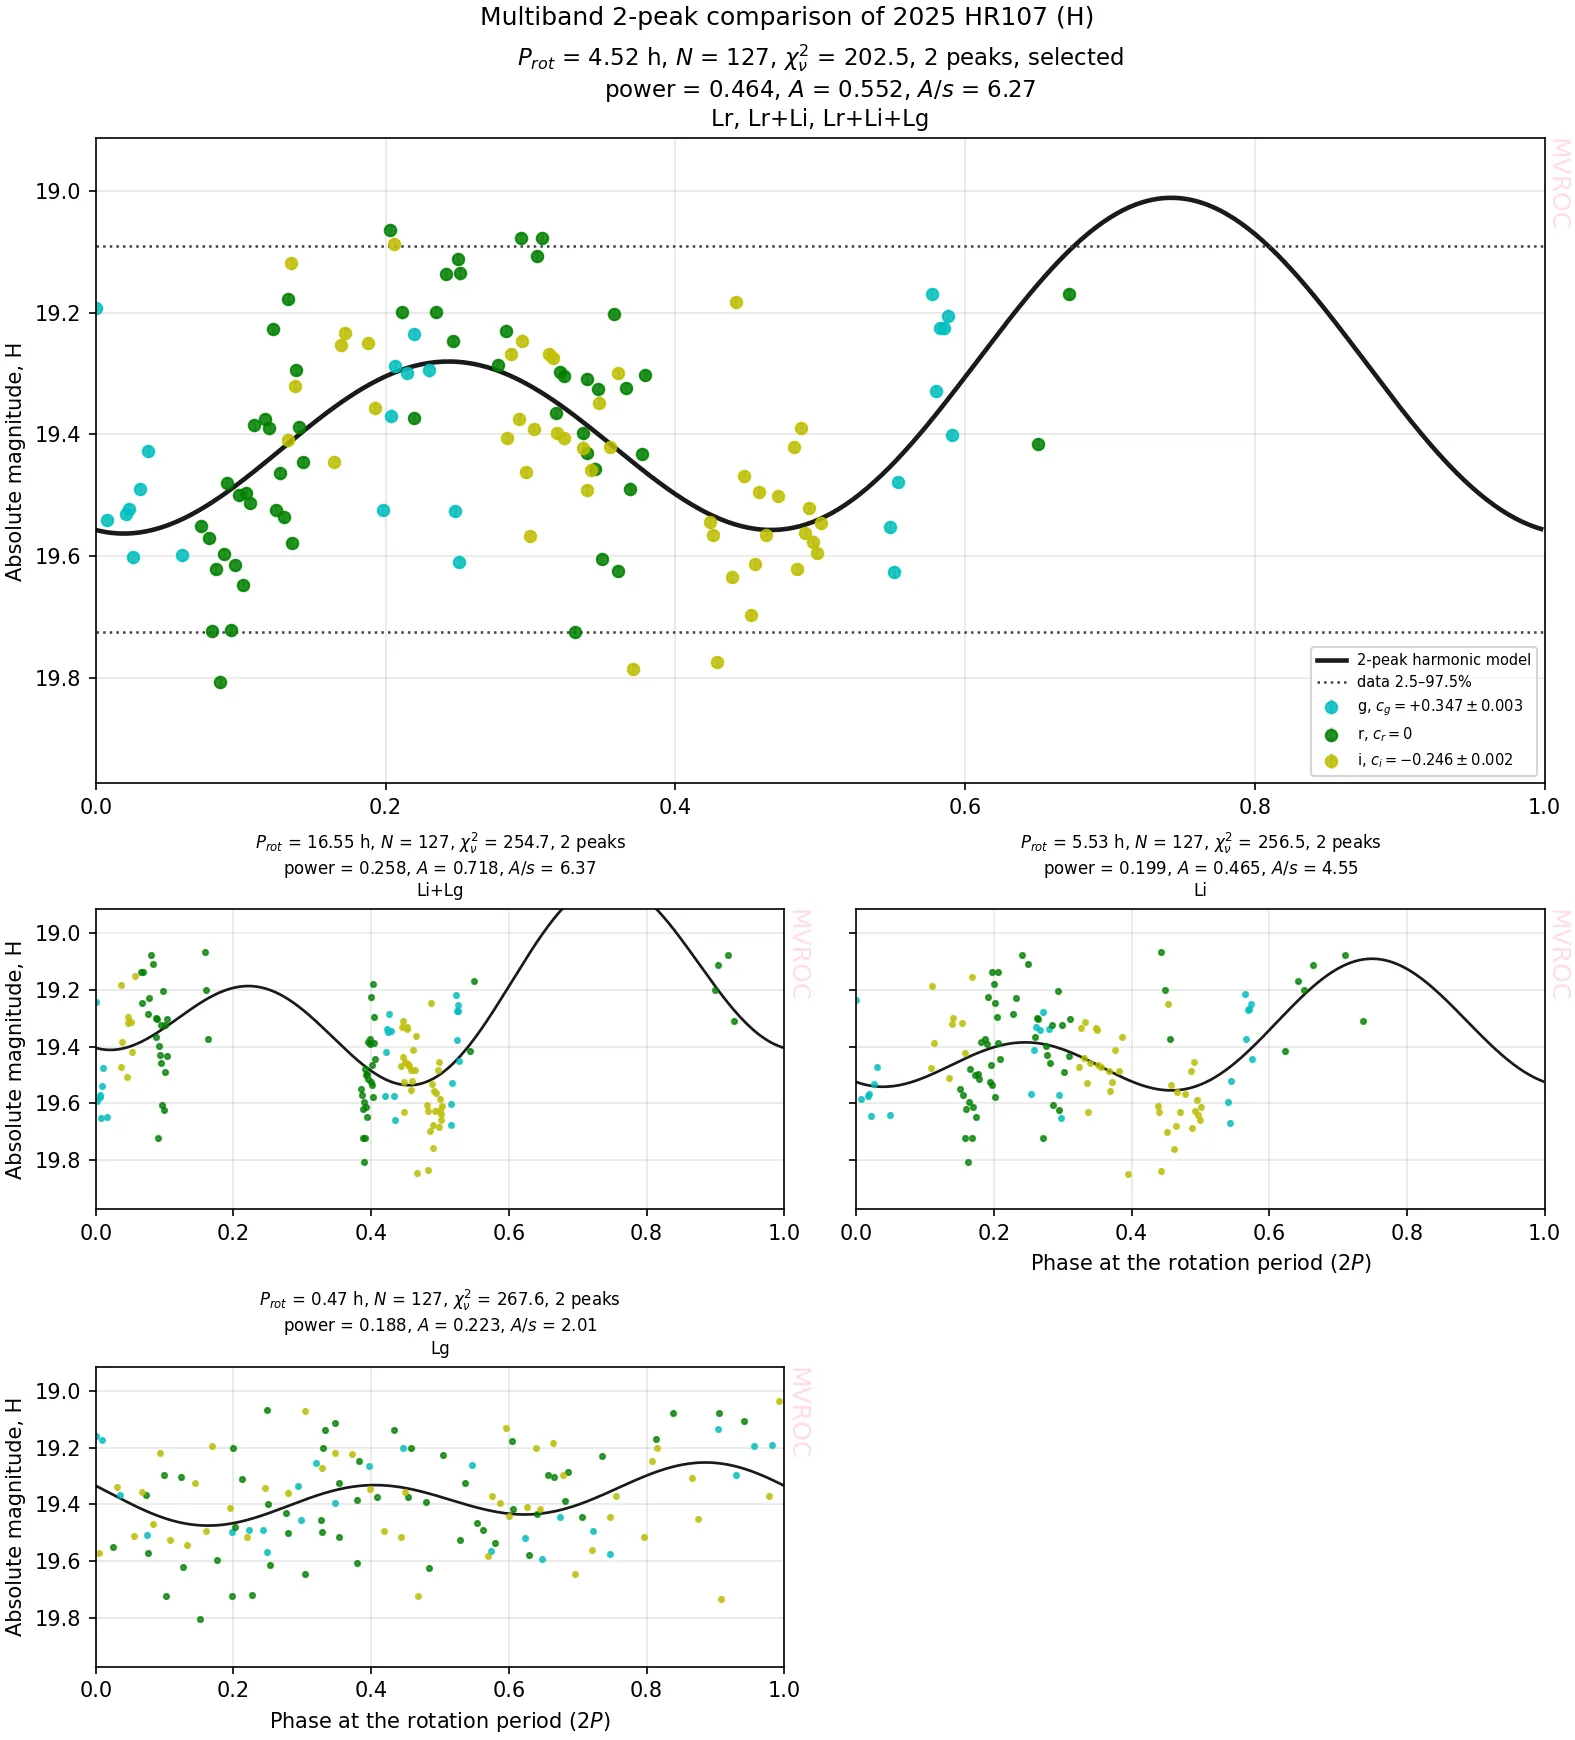 Multiband 2-peak comparison of 2025 HR107 (H)
P_rot = 4.52 h, N = 127, χ²_ν = 202.5, 2 peaks, selected
power = 0.464, A = 0.552, A/s = 6.27
Lr, Lr+Li, Lr+Li+Lg
MVROC
Absolute magnitude, H
19.0
19.2
19.4
19.6
19.8
2-peak harmonic model
data 2.5–97.5%
g, c_g = +0.347 ± 0.003
r, c_r = 0
i, c_i = −0.246 ± 0.002
0.0 0.2 0.4 0.6 0.8 1.0
P_rot = 16.55 h, N = 127, χ²_ν = 254.7, 2 peaks
power = 0.258, A = 0.718, A/s = 6.37
Li+Lg
MVROC
Absolute magnitude, H
19.0
19.2
19.4
19.6
19.8
0.0 0.2 0.4 0.6 0.8 1.0
P_rot = 5.53 h, N = 127, χ²_ν = 256.5, 2 peaks
power = 0.199, A = 0.465, A/s = 4.55
Li
MVROC
0.0 0.2 0.4 0.6 0.8 1.0
Phase at the rotation period (2P)
P_rot = 0.47 h, N = 127, χ²_ν = 267.6, 2 peaks
power = 0.188, A = 0.223, A/s = 2.01
Lg
MVROC
Absolute magnitude, H
19.0
19.2
19.4
19.6
19.8
0.0 0.2 0.4 0.6 0.8 1.0
Phase at the rotation period (2P)